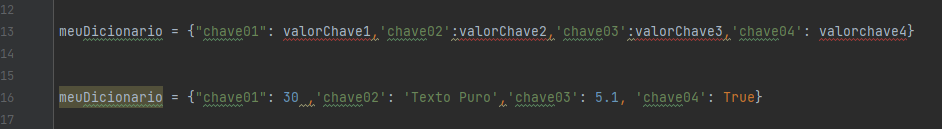 12
13 meuDicionario = {"chave01": valorChave1,'chave02':valorChave2,'chave03':valorChave3,'chave04': valorchave4}
14
15
16 meuDicionario = {"chave01": 30 ,'chave02': 'Texto Puro','chave03': 5.1, 'chave04': True}
17